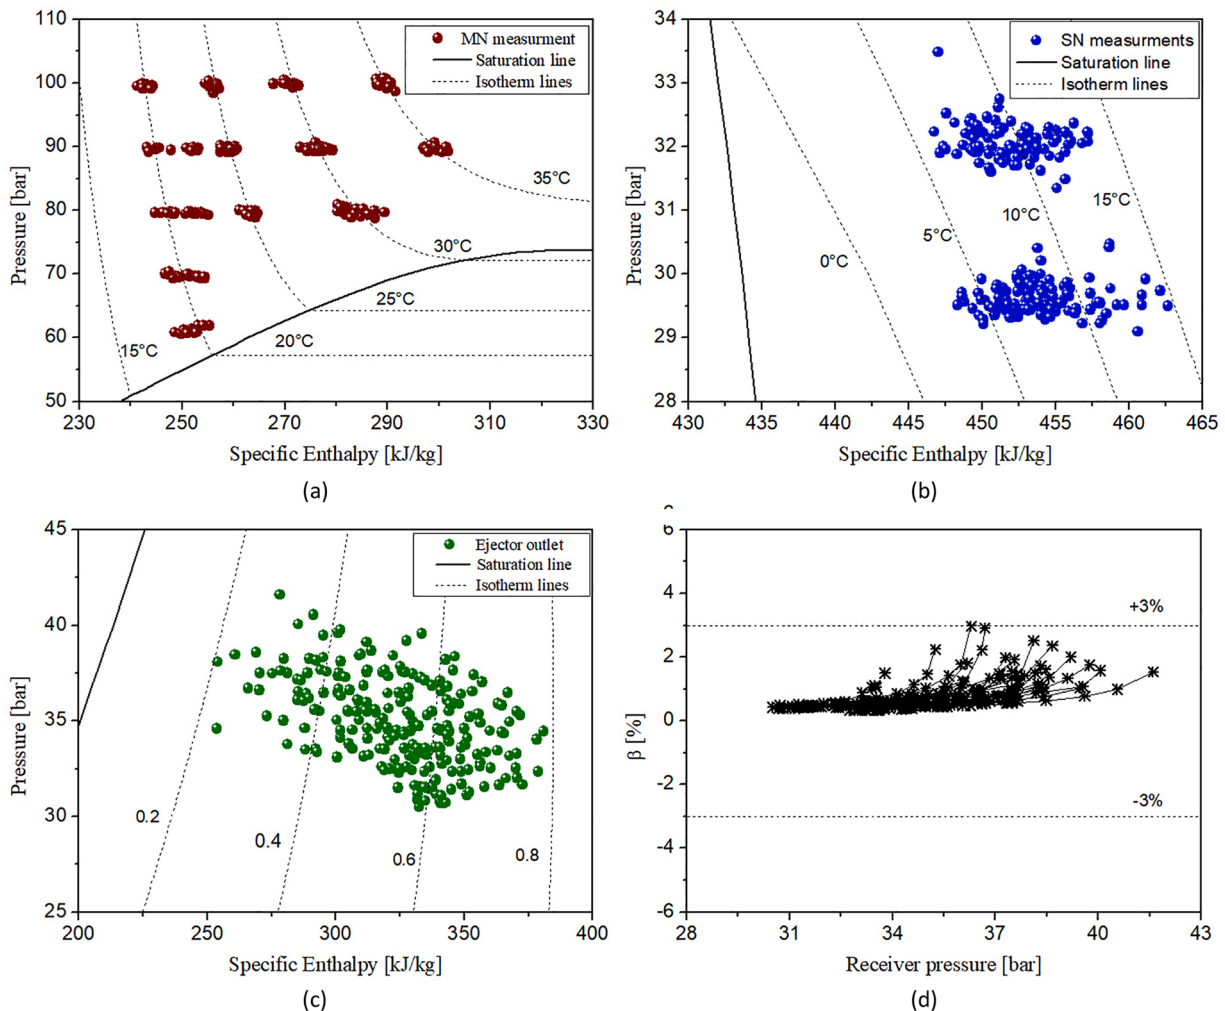 110
100
90
80
70
60
50
Pressure [bar]
MN measurment
Saturation line
Isotherm lines
35°C
30°C
25°C
20°C
15°C
230
250
270
290
310
330
Specific Enthalpy [kJ/kg]
(a)
34
33
32
31
30
29
28
Pressure [bar]
SN measurments
Saturation line
Isotherm lines
0°C
5°C
10°C
15°C
430
435
440
445
450
455
460
465
Specific Enthalpy [kJ/kg]
(b)
45
40
35
30
25
Pressure [bar]
Ejector outlet
Saturation line
Isotherm lines
0.2
0.4
0.6
0.8
200
250
300
350
400
Specific Enthalpy [kJ/kg]
(c)
6
4
2
0
-2
-4
-6
β [%]
+3%
-3%
28
31
34
37
40
43
Receiver pressure [bar]
(d)